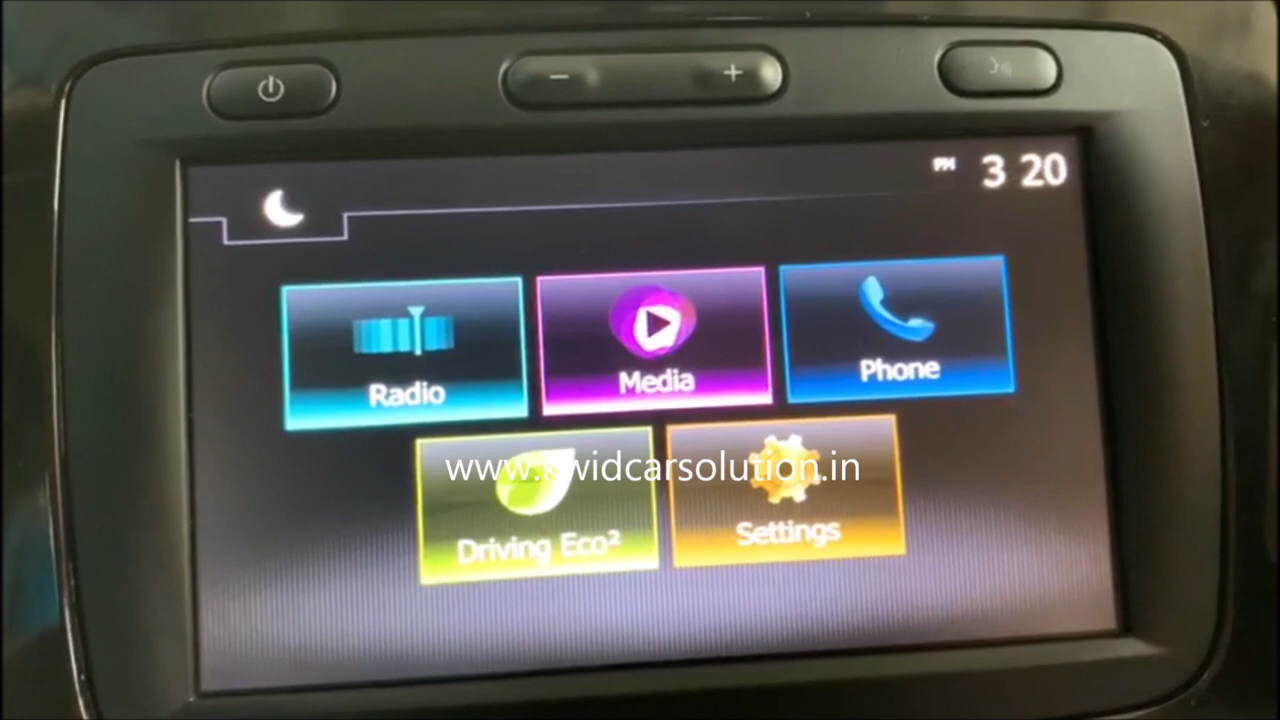 PM 3 20
Radio
Media
Phone
www.kwidcarsolution.in
Driving Eco²
Settings